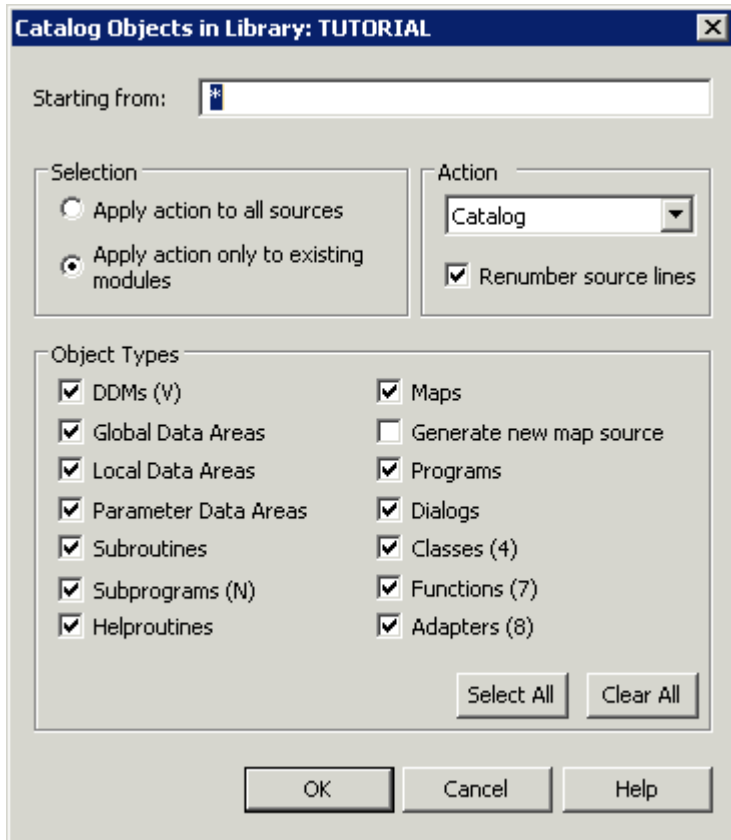 Catalog Objects in Library: TUTORIAL
Starting from: *
Selection
Apply action to all sources
Apply action only to existing
modules
Action
Catalog
Renumber source lines
Object Types
DDMs (V)
Global Data Areas
Local Data Areas
Parameter Data Areas
Subroutines
Subprograms (N)
Helproutines
Maps
Generate new map source
Programs
Dialogs
Classes (4)
Functions (7)
Adapters (8)
Select All
Clear All
OK
Cancel
Help